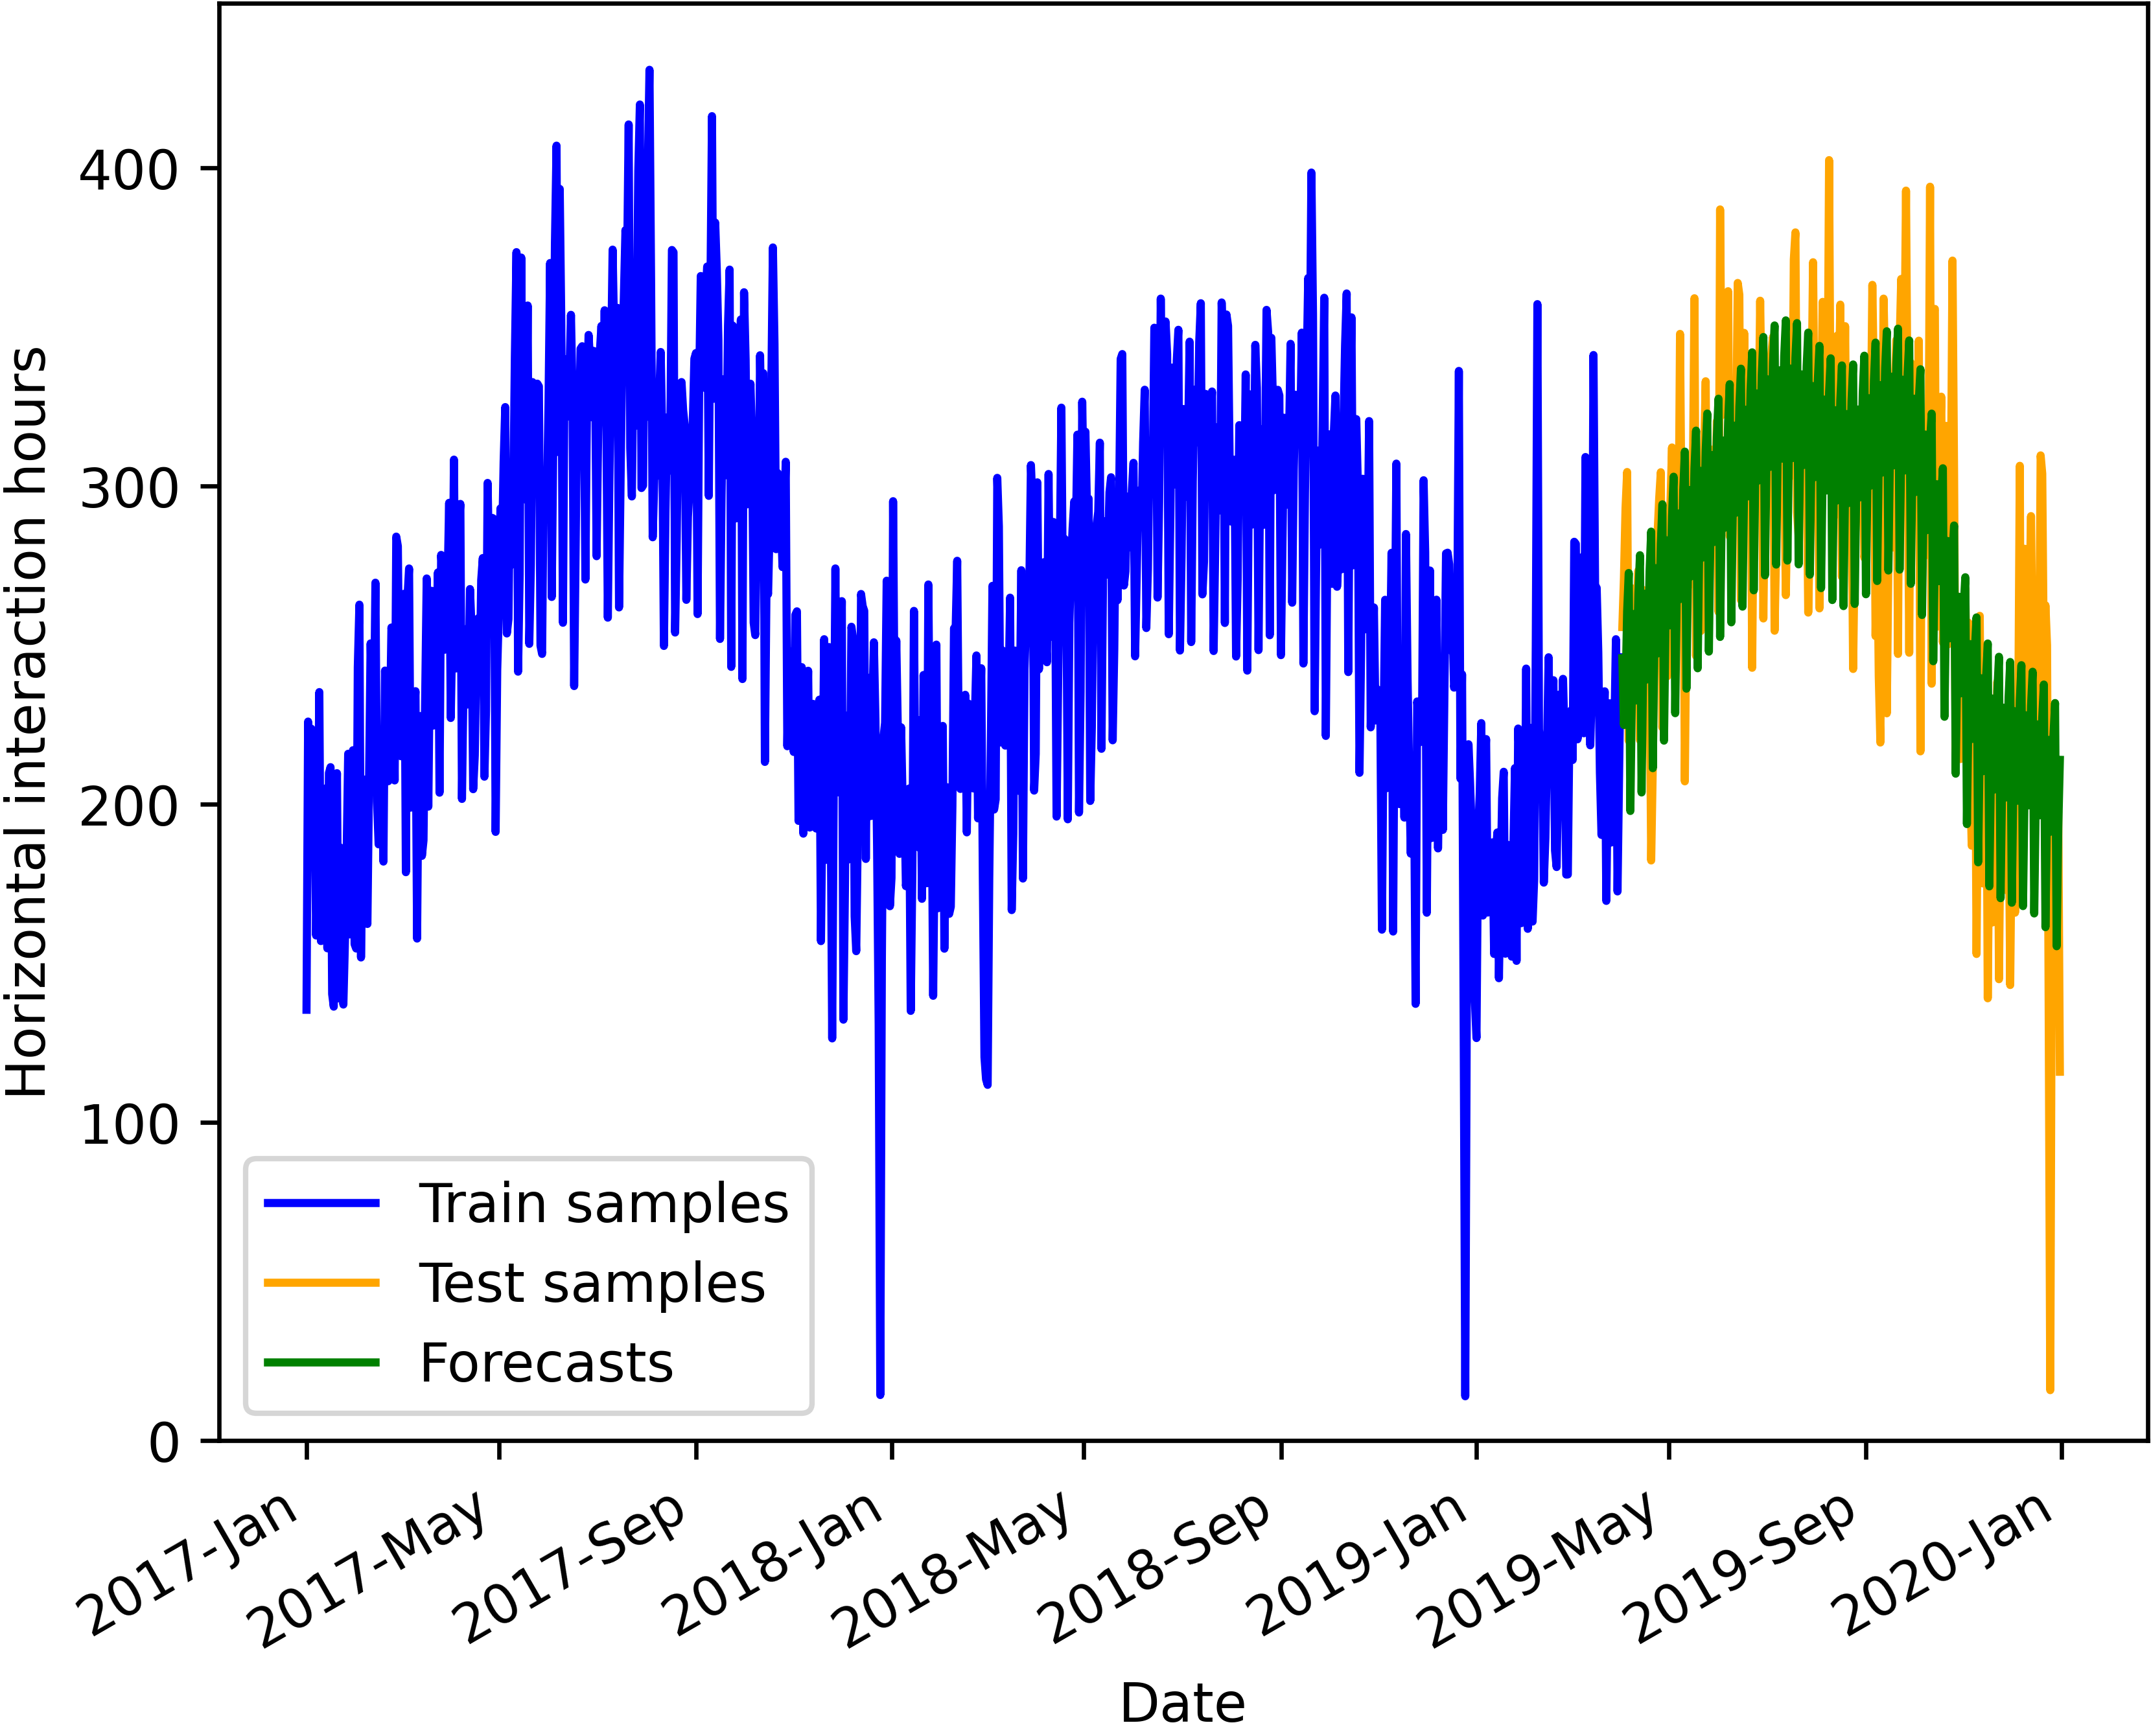 Horizontal interaction hours
400
300
200
100
0
Train samples
Test samples
Forecasts
2017-Jan
2017-May
2017-Sep
2018-Jan
2018-May
2018-Sep
2019-Jan
2019-May
2019-Sep
2020-Jan
Date